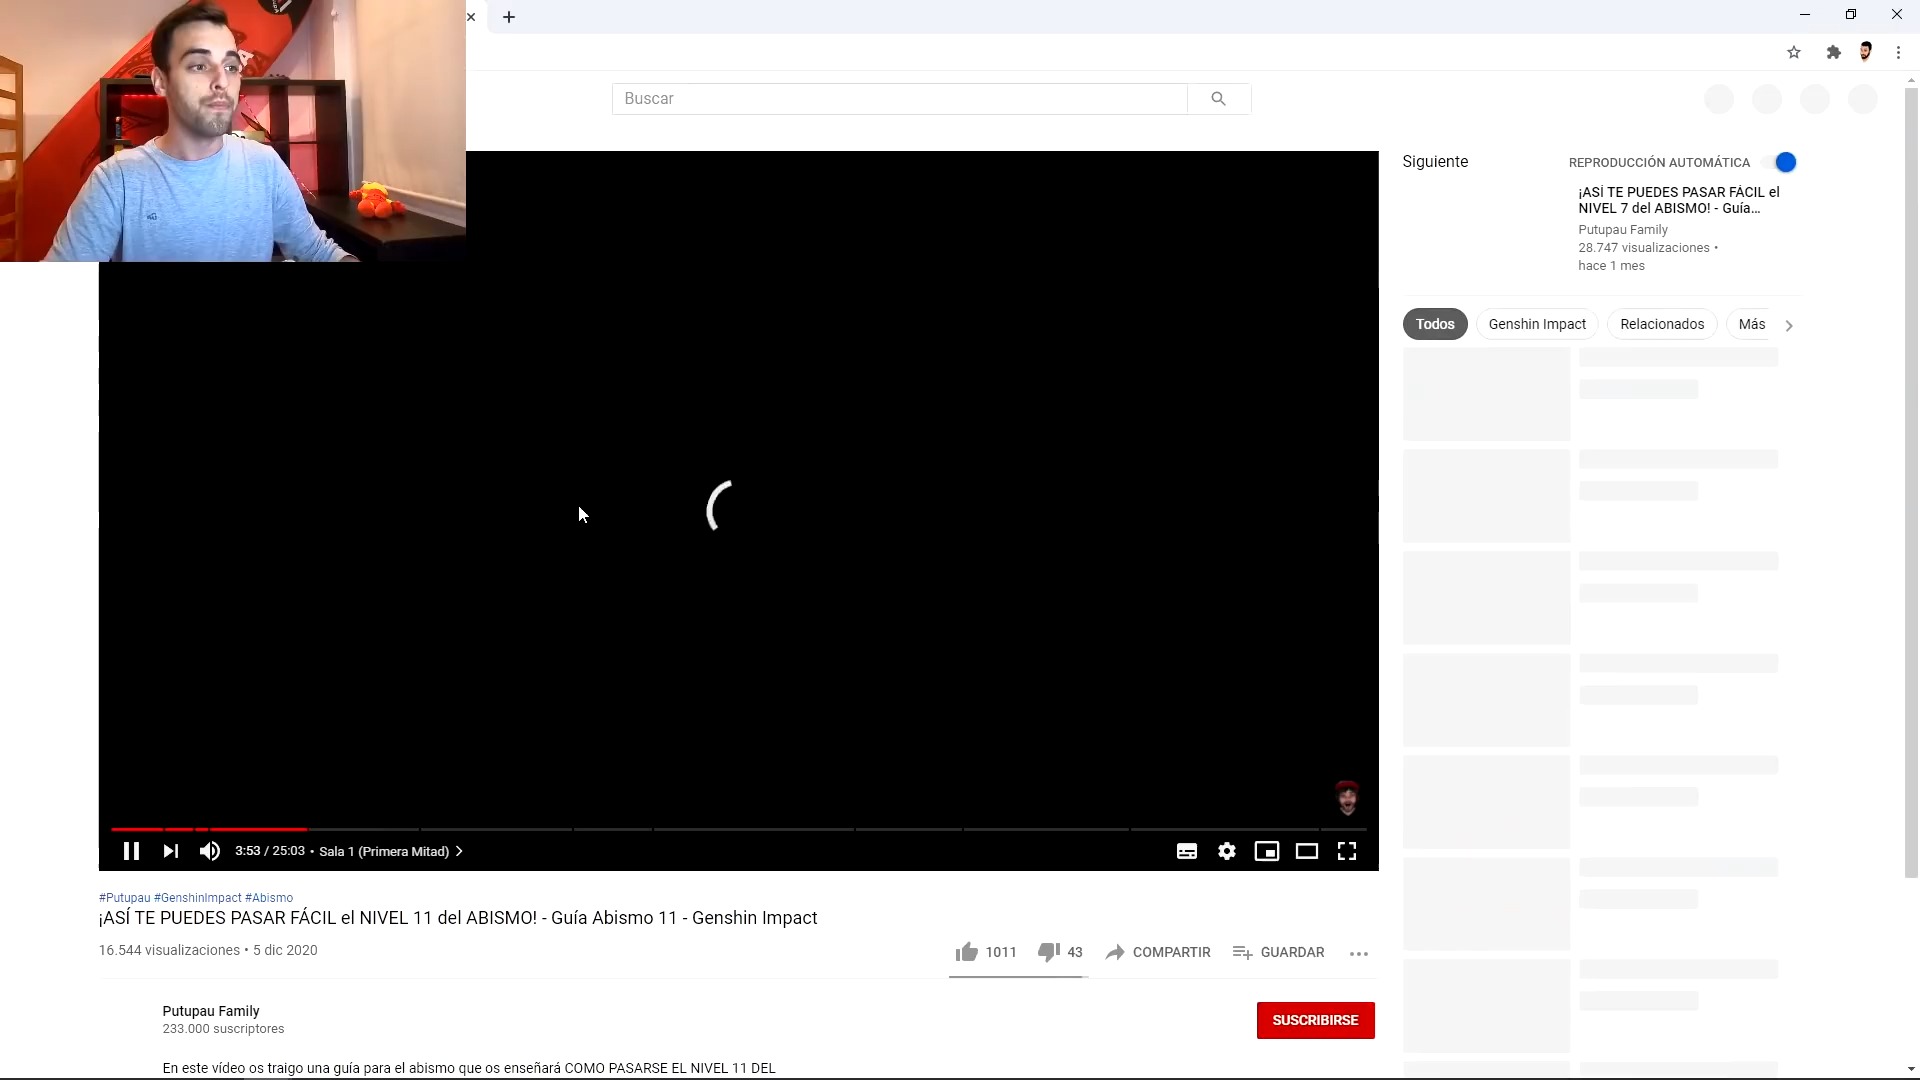 Buscar
Siguiente
REPRODUCCIÓN AUTOMÁTICA
¡ASÍ TE PUEDES PASAR FÁCIL el
NIVEL 7 del ABISMO! - Guía...
Putupau Family
28.747 visualizaciones •
hace 1 mes
Todos
Genshin Impact
Relacionados
Más
3:53 / 25:03 • Sala 1 (Primera Mitad)
#Putupau #GenshinImpact #Abismo
¡ASÍ TE PUEDES PASAR FÁCIL el NIVEL 11 del ABISMO! - Guía Abismo 11 - Genshin Impact
16.544 visualizaciones • 5 dic 2020
1011
43
COMPARTIR
GUARDAR
Putupau Family
233.000 suscriptores
SUSCRIBIRSE
En este vídeo os traigo una guía para el abismo que os enseñará COMO PASARSE EL NIVEL 11 DEL